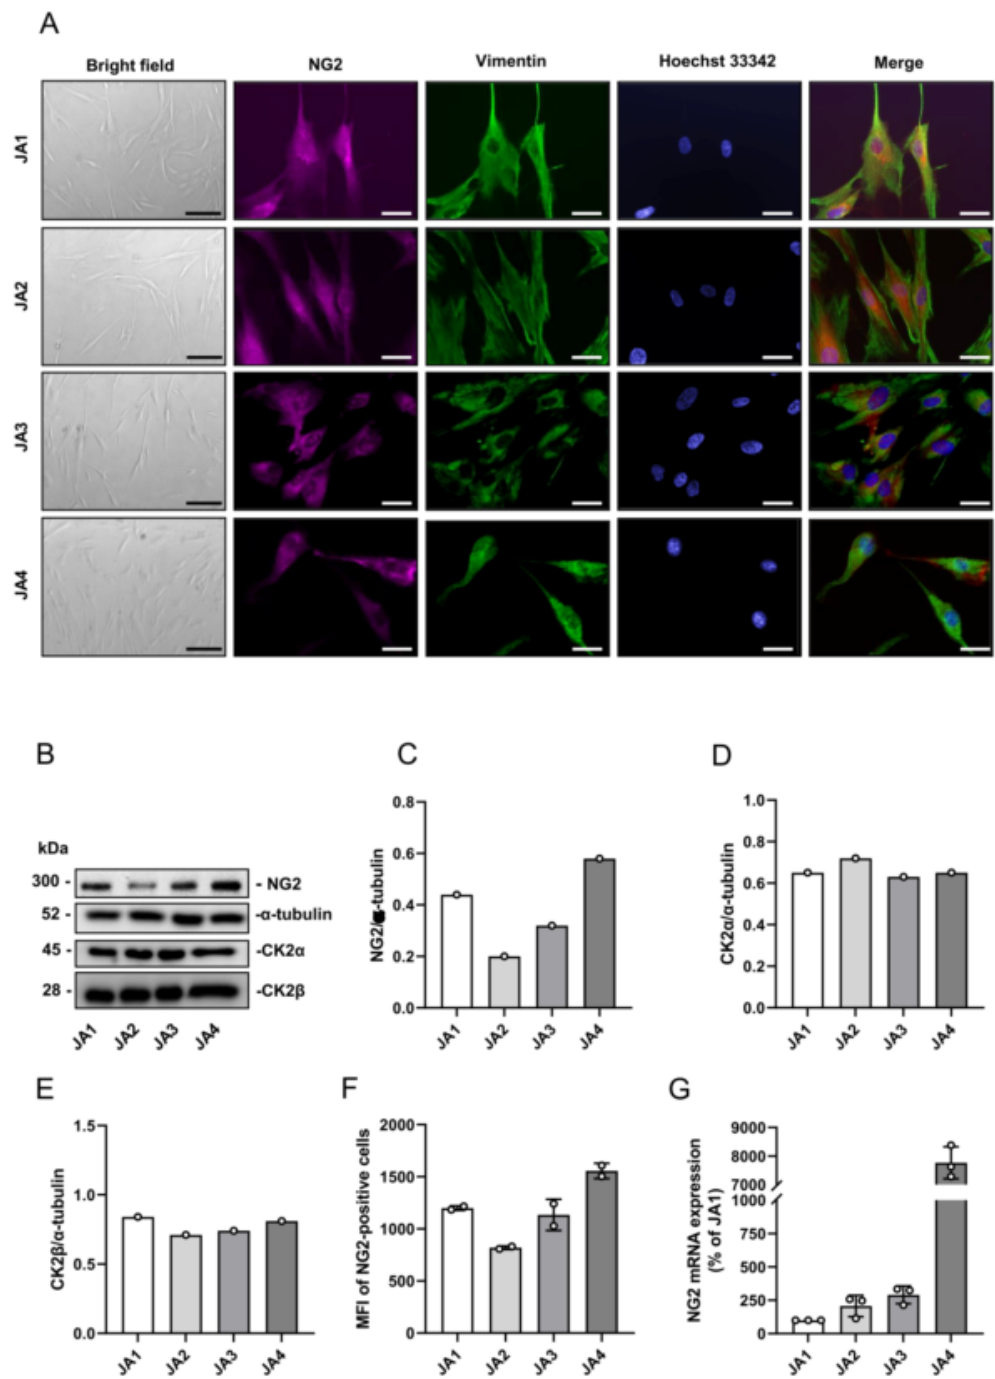 A
Bright field NG2 Vimentin Hoechst 33342 Merge
JA1
JA2
JA3
JA4
B
kDa
300 - - NG2
52 - -α-tubulin
45 - -CK2α
28 - -CK2β
JA1 JA2 JA3 JA4
C
NG2/α-tubulin
0.8
0.6
0.4
0.2
0.0
JA1 JA2 JA3 JA4
D
CK2α/α-tubulin
1.0
0.8
0.6
0.4
0.2
0.0
JA1 JA2 JA3 JA4
E
CK2β/α-tubulin
1.5
1.0
0.5
0.0
JA1 JA2 JA3 JA4
F
MFI of NG2-positive cells
2000
1500
1000
500
0
JA1 JA2 JA3 JA4
G
NG2 mRNA expression
(% of JA1)
9000
8000
7000
1000
750
500
250
0
JA1 JA2 JA3 JA4